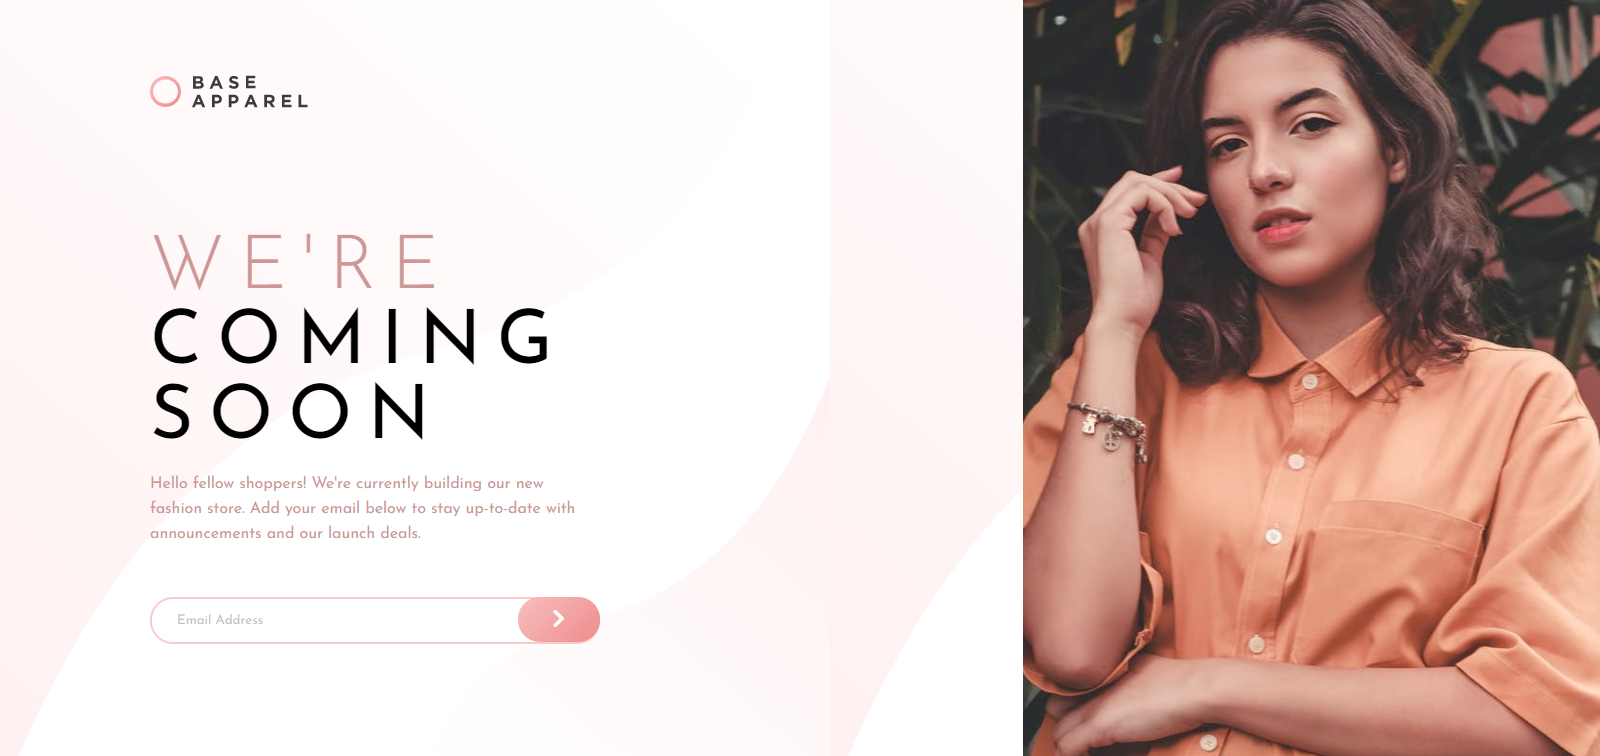 BASE
APPAREL
WE'RE
COMING
SOON
Hello fellow shoppers! We're currently building our new
fashion store. Add your email below to stay up-to-date with
announcements and our launch deals.
Email Address